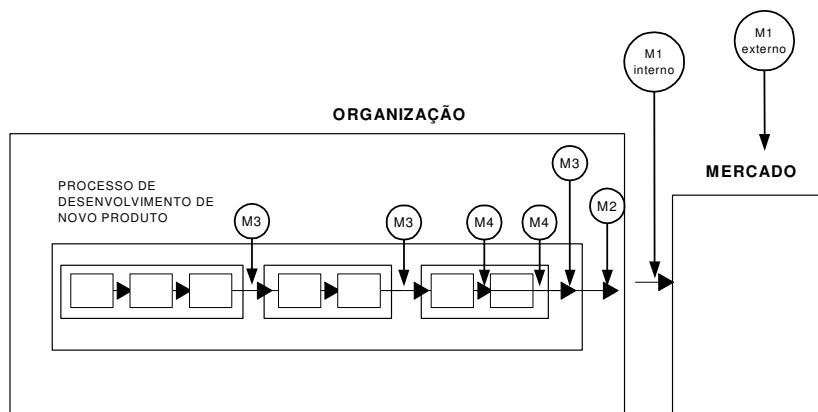 M1
externo
M1
interno
ORGANIZAÇÃO
M3
MERCADO
PROCESSO DE
DESENVOLVIMENTO DE
NOVO PRODUTO
M3
M3
M4
M4
M2